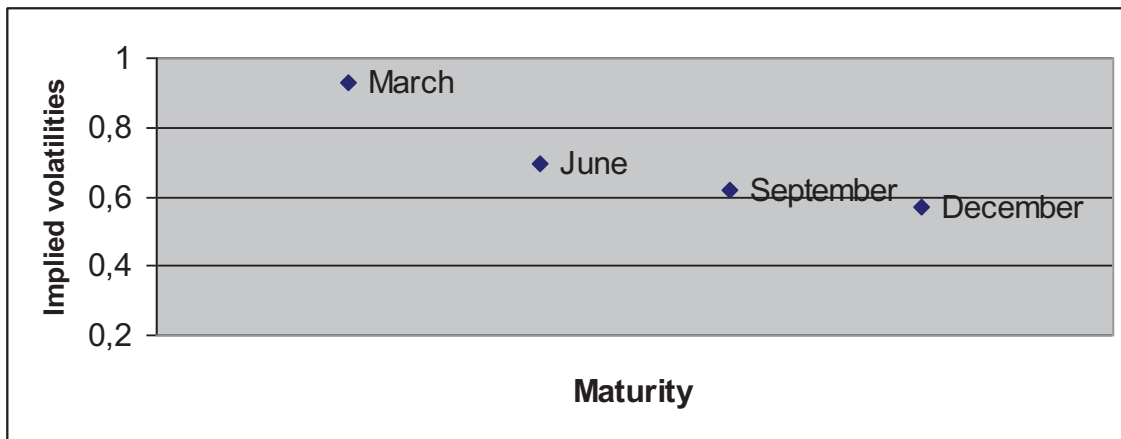 Implied volatilities
1
0,8
0,6
0,4
0,2
March
June
September
December
Maturity